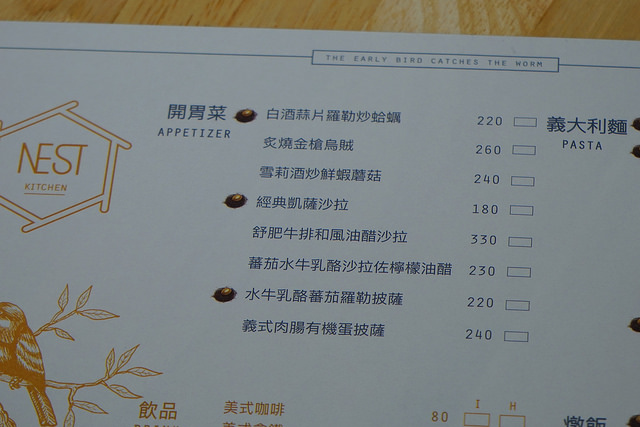 THE EARLY BIRD CATCHES THE WORM
NEST
KITCHEN
開胃菜
APPETIZER
白酒蒜片羅勒炒蛤蠣 220
炙燒金槍烏賊 260
雪莉酒炒鮮蝦蘑菇 240
經典凱薩沙拉 180
舒肥牛排和風油醋沙拉 330
蕃茄水牛乳酪沙拉佐檸檬油醋 230
水牛乳酪蕃茄羅勒披薩 220
義式肉腸有機蛋披薩 240
義大利麵
PASTA
飲品
I H
美式咖啡 80
燉飯